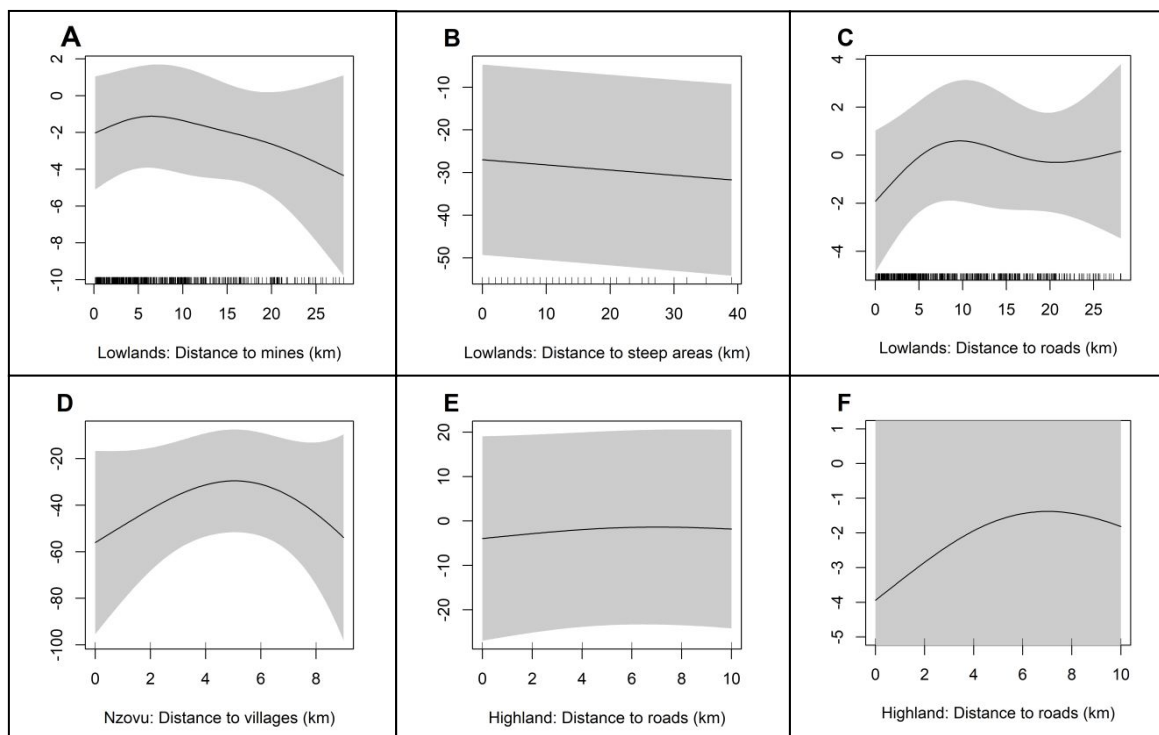 A
2
0
-2
-4
-6
-8
-10
0 5 10 15 20 25
Lowlands: Distance to mines (km)
B
-10
-20
-30
-40
-50
0 10 20 30 40
Lowlands: Distance to steep areas (km)
C
4
2
0
-2
-4
0 5 10 15 20 25
Lowlands: Distance to roads (km)
D
-20
-40
-60
-80
-100
0 2 4 6 8
Nzovu: Distance to villages (km)
E
20
10
0
-10
-20
0 2 4 6 8 10
Highland: Distance to roads (km)
F
1
0
-1
-2
-3
-4
-5
0 2 4 6 8 10
Highland: Distance to roads (km)